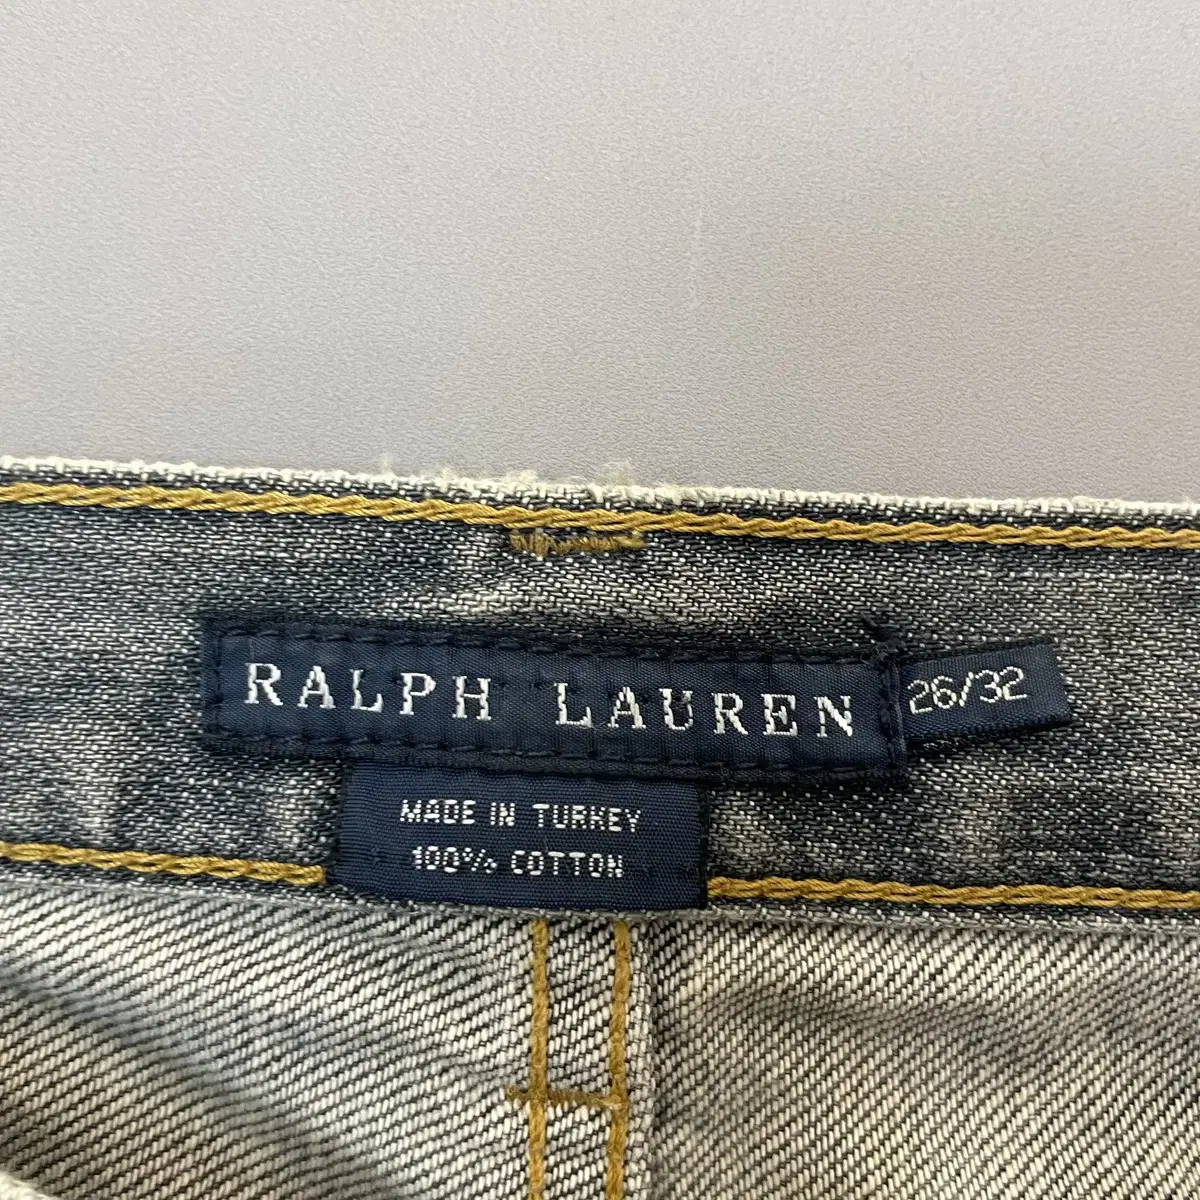 RALPH LAUREN
26/32
MADE IN TURKEY
100% COTTON